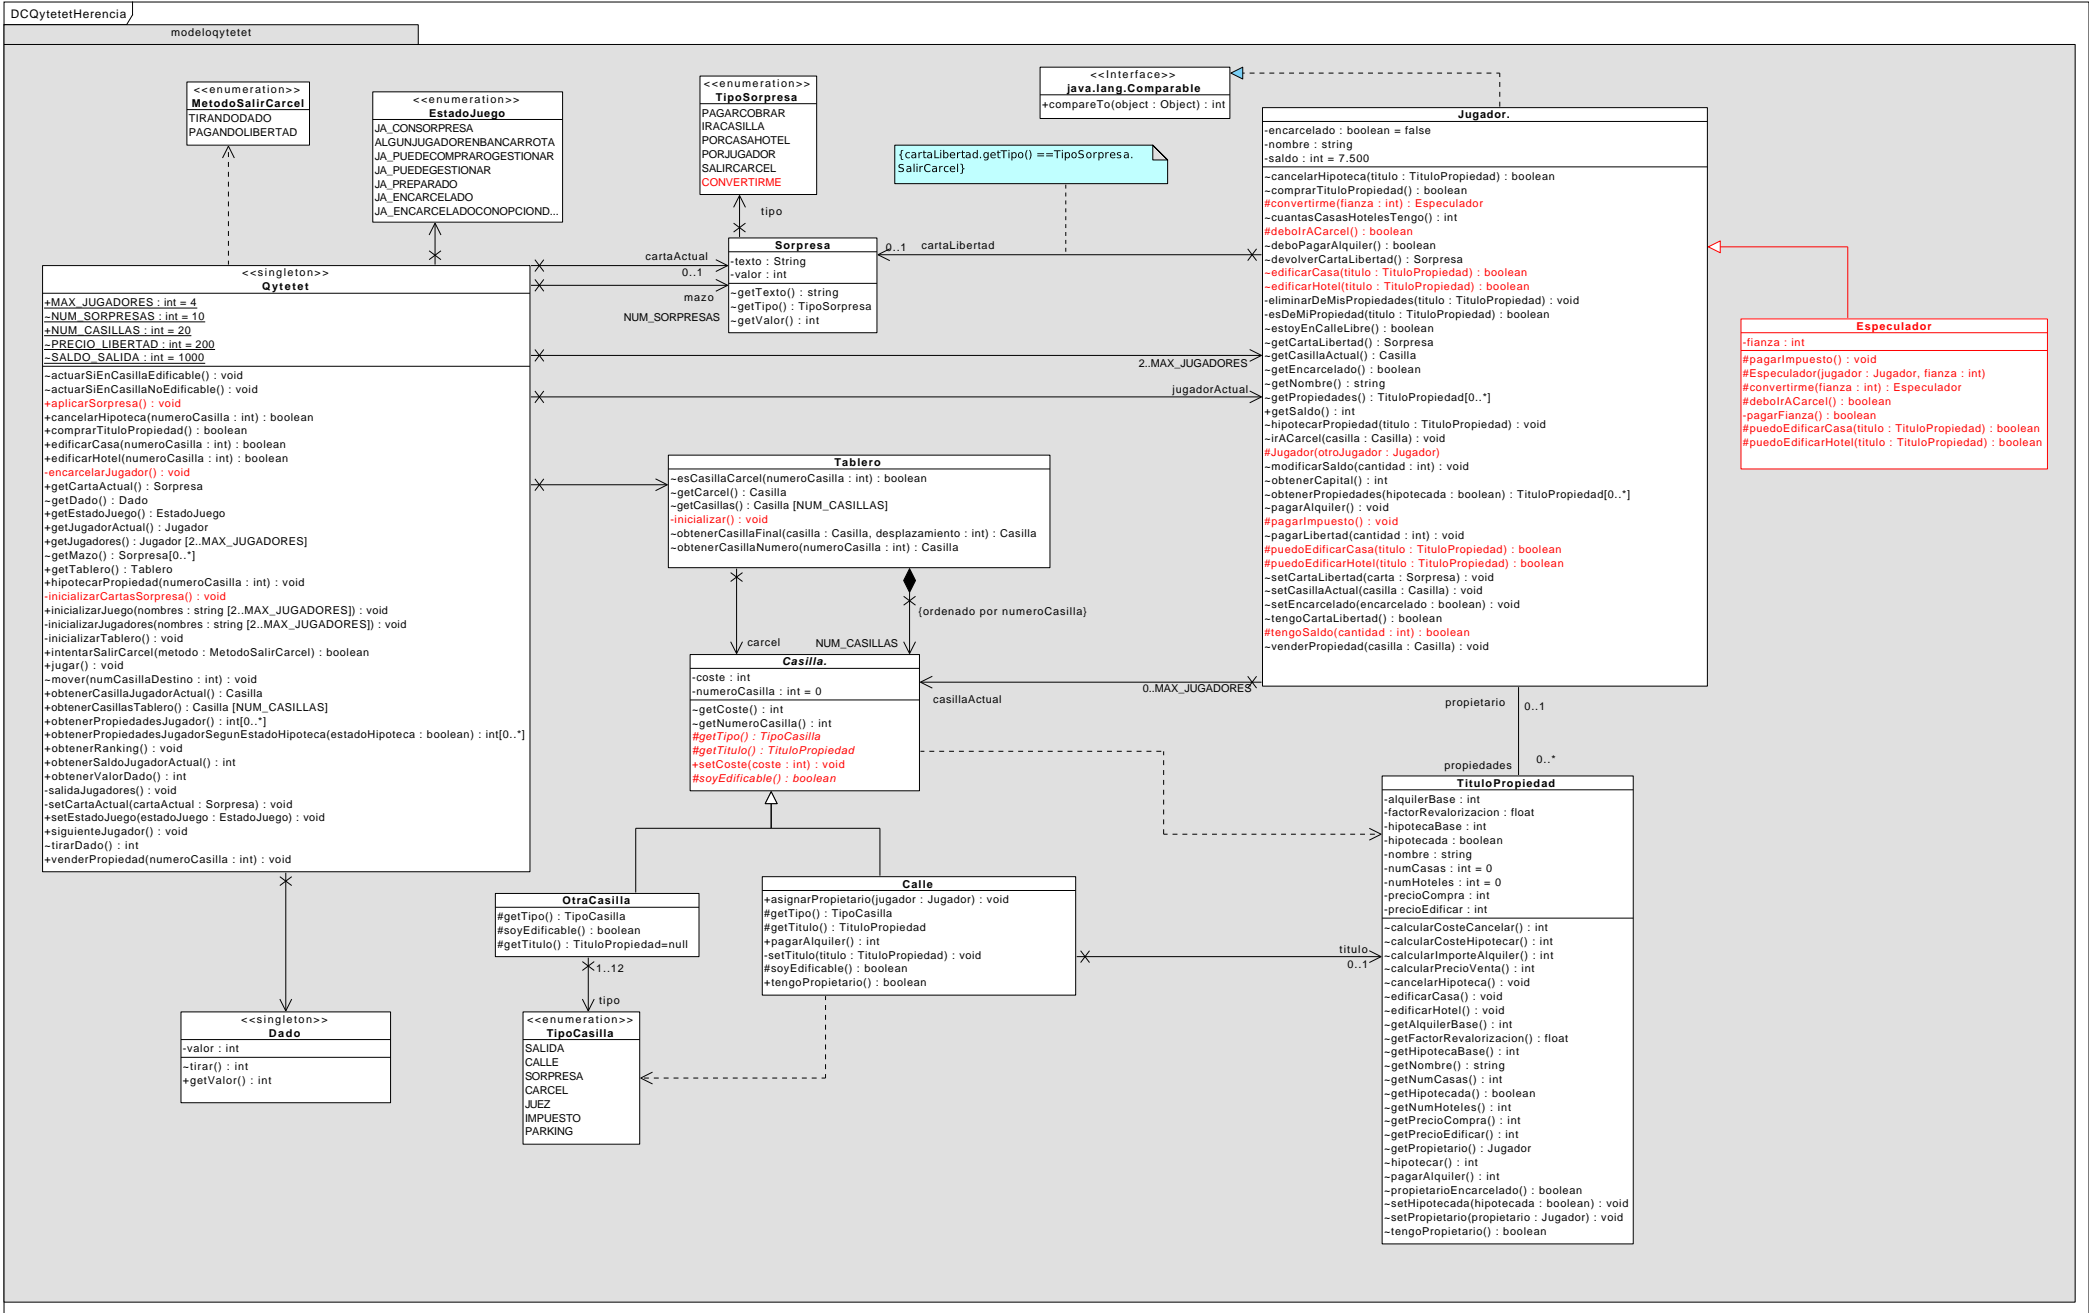 DCQytetetHerencia
modeloqytetet
<<enumeration>>
MetodoSalirCarcel
TIRANDODADO
PAGANDOLIBERTAD
<<enumeration>>
EstadoJuego
JA_CONSORPRESA
ALGUNJUGADORENBANCARROTA
JA_PUEDECOMPRAROGESTIONAR
JA_PUEDEGESTIONAR
JA_PREPARADO
JA_ENCARCELADO
JA_ENCARCELADOCONOPCIOND...
<<enumeration>>
TipoSorpresa
PAGARCOBRAR
IRACASILLA
PORCASAHOTEL
PORJUGADOR
SALIRCARCEL
CONVERTIRME
tipo
<<Interface>>
java.lang.Comparable
+compareTo(object : Object) : int
{cartaLibertad.getTipo() ==TipoSorpresa.
SalirCarcel}
Sorpresa
-texto : String
-valor : int
~getTexto() : string
~getTipo() : TipoSorpresa
~getValor() : int
cartaActual
0..1
mazo
NUM_SORPRESAS
0..1
cartaLibertad
2..MAX_JUGADORES
jugadorActual
<<singleton>>
Qytetet
+MAX_JUGADORES : int = 4
~NUM_SORPRESAS : int = 10
+NUM_CASILLAS : int = 20
~PRECIO_LIBERTAD : int = 200
~SALDO_SALIDA : int = 1000
~actuarSiEnCasillaEdificable() : void
~actuarSiEnCasillaNoEdificable() : void
+aplicarSorpresa() : void
+cancelarHipoteca(numeroCasilla : int) : boolean
+comprarTituloPropiedad() : boolean
+edificarCasa(numeroCasilla : int) : boolean
+edificarHotel(numeroCasilla : int) : boolean
-encarcelarJugador() : void
+getCartaActual() : Sorpresa
~getDado() : Dado
+getEstadoJuego() : EstadoJuego
+getJugadorActual() : Jugador
+getJugadores() : Jugador [2..MAX_JUGADORES]
~getMazo() : Sorpresa[0..*]
+getTablero() : Tablero
+hipotecarPropiedad(numeroCasilla : int) : void
-inicializarCartasSorpresa() : void
+inicializarJuego(nombres : string [2..MAX_JUGADORES]) : void
-inicializarJugadores(nombres : string [2..MAX_JUGADORES]) : void
-inicializarTablero() : void
+intentarSalirCarcel(metodo : MetodoSalirCarcel) : boolean
+jugar() : void
~mover(numCasillaDestino : int) : void
+obtenerCasillaJugadorActual() : Casilla
+obtenerCasillasTablero() : Casilla [NUM_CASILLAS]
+obtenerPropiedadesJugador() : int[0..*]
+obtenerPropiedadesJugadorSegunEstadoHipoteca(estadoHipoteca : boolean) : int[0..*]
+obtenerRanking() : void
+obtenerSaldoJugadorActual() : int
+obtenerValorDado() : int
-salidaJugadores() : void
-setCartaActual(cartaActual : Sorpresa) : void
+setEstadoJuego(estadoJuego : EstadoJuego) : void
+siguienteJugador() : void
~tirarDado() : int
+venderPropiedad(numeroCasilla : int) : void
Jugador.
-encarcelado : boolean = false
-nombre : string
-saldo : int = 7.500
~cancelarHipoteca(titulo : TituloPropiedad) : boolean
~comprarTituloPropiedad() : boolean
#convertirme(fianza : int) : Especulador
~cuantasCasasHotelesTengo() : int
#deboIrACarcel() : boolean
~deboPagarAlquiler() : boolean
~devolverCartaLibertad() : Sorpresa
~edificarCasa(titulo : TituloPropiedad) : boolean
~edificarHotel(titulo : TituloPropiedad) : boolean
-eliminarDeMisPropiedades(titulo : TituloPropiedad) : void
-esDeMiPropiedad(titulo : TituloPropiedad) : boolean
~estoyEnCalleLibre() : boolean
~getCartaLibertad() : Sorpresa
~getCasillaActual() : Casilla
~getEncarcelado() : boolean
~getNombre() : string
~getPropiedades() : TituloPropiedad[0..*]
+getSaldo() : int
~hipotecarPropiedad(titulo : TituloPropiedad) : void
~irACarcel(casilla : Casilla) : void
#Jugador(otroJugador : Jugador)
~modificarSaldo(cantidad : int) : void
~obtenerCapital() : int
~obtenerPropiedades(hipotecada : boolean) : TituloPropiedad[0..*]
~pagarAlquiler() : void
#pagarImpuesto() : void
~pagarLibertad(cantidad : int) : void
#puedoEdificarCasa(titulo : TituloPropiedad) : boolean
#puedoEdificarHotel(titulo : TituloPropiedad) : boolean
~setCartaLibertad(carta : Sorpresa) : void
~setCasillaActual(casilla : Casilla) : void
~setEncarcelado(encarcelado : boolean) : void
~tengoCartaLibertad() : boolean
#tengoSaldo(cantidad : int) : boolean
~venderPropiedad(casilla : Casilla) : void
Especulador
-fianza : int
#pagarImpuesto() : void
#Especulador(jugador : Jugador, fianza : int)
#convertirme(fianza : int) : Especulador
#deboIrACarcel() : boolean
-pagarFianza() : boolean
#puedoEdificarCasa(titulo : TituloPropiedad) : boolean
#puedoEdificarHotel(titulo : TituloPropiedad) : boolean
Tablero
~esCasillaCarcel(numeroCasilla : int) : boolean
~getCarcel() : Casilla
~getCasillas() : Casilla [NUM_CASILLAS]
-inicializar() : void
~obtenerCasillaFinal(casilla : Casilla, desplazamiento : int) : Casilla
~obtenerCasillaNumero(numeroCasilla : int) : Casilla
{ordenado por numeroCasilla}
carcel
NUM_CASILLAS
Casilla.
-coste : int
-numeroCasilla : int = 0
~getCoste() : int
~getNumeroCasilla() : int
#getTipo() : TipoCasilla
#getTitulo() : TituloPropiedad
+setCoste(coste : int) : void
#soyEdificable() : boolean
casillaActual
0..MAX_JUGADORES
propietario
0..1
propiedades
0..*
TituloPropiedad
-alquilerBase : int
-factorRevalorizacion : float
-hipotecaBase : int
-hipotecada : boolean
-nombre : string
-numCasas : int = 0
-numHoteles : int = 0
-precioCompra : int
-precioEdificar : int
~calcularCosteCancelar() : int
~calcularCosteHipotecar() : int
~calcularImporteAlquiler() : int
~calcularPrecioVenta() : int
~cancelarHipoteca() : void
~edificarCasa() : void
~edificarHotel() : void
~getAlquilerBase() : int
~getFactorRevalorizacion() : float
~getHipotecaBase() : int
~getNombre() : string
~getNumCasas() : int
~getHipotecada() : boolean
~getNumHoteles() : int
~getPrecioCompra() : int
~getPrecioEdificar() : int
~getPropietario() : Jugador
~hipotecar() : int
~pagarAlquiler() : int
~propietarioEncarcelado() : boolean
~setHipotecada(hipotecada : boolean) : void
~setPropietario(propietario : Jugador) : void
~tengoPropietario() : boolean
OtraCasilla
#getTipo() : TipoCasilla
#soyEdificable() : boolean
#getTitulo() : TituloPropiedad=null
1..12
tipo
Calle
+asignarPropietario(jugador : Jugador) : void
#getTipo() : TipoCasilla
#getTitulo() : TituloPropiedad
+pagarAlquiler() : int
-setTitulo(titulo : TituloPropiedad) : void
#soyEdificable() : boolean
+tengoPropietario() : boolean
titulo
0..1
<<singleton>>
Dado
-valor : int
~tirar() : int
+getValor() : int
<<enumeration>>
TipoCasilla
SALIDA
CALLE
SORPRESA
CARCEL
JUEZ
IMPUESTO
PARKING